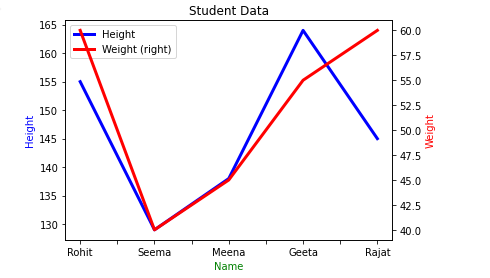 Student Data
Height
Weight (right)
165
160
155
150
145
140
135
130
Height
60.0
57.5
55.0
52.5
50.0
47.5
45.0
42.5
40.0
Weight
Rohit Seema Meena Geeta Rajat
Name